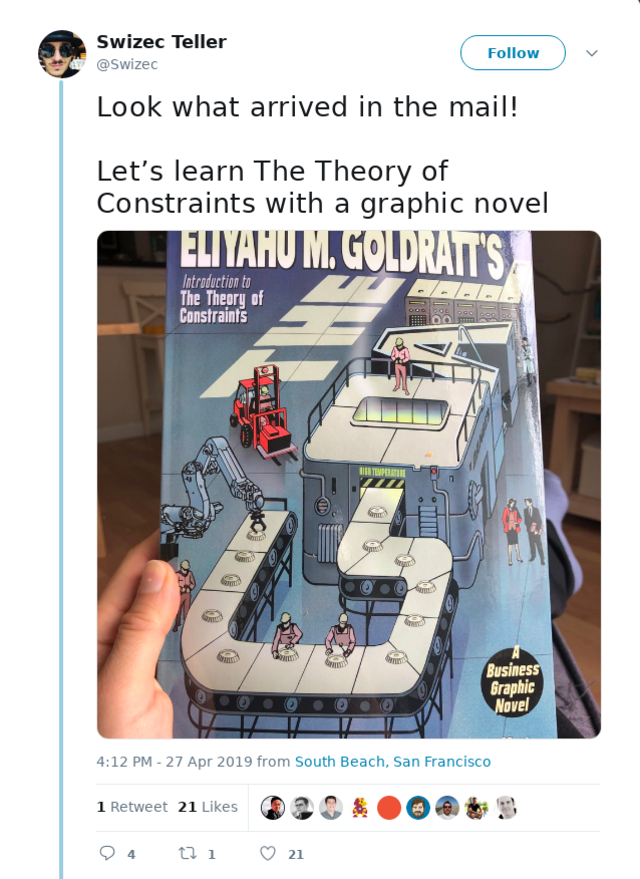 Swizec Teller
@Swizec
Follow
Look what arrived in the mail!
Let’s learn The Theory of
Constraints with a graphic novel
ELIYAHU M. GOLDRATT'S
Introduction to
The Theory of
Constraints
THE
GOAL
HIGH TEMPERATURE
A
Business
Graphic
Novel
4:12 PM - 27 Apr 2019 from South Beach, San Francisco
1 Retweet 21 Likes
4 1 21